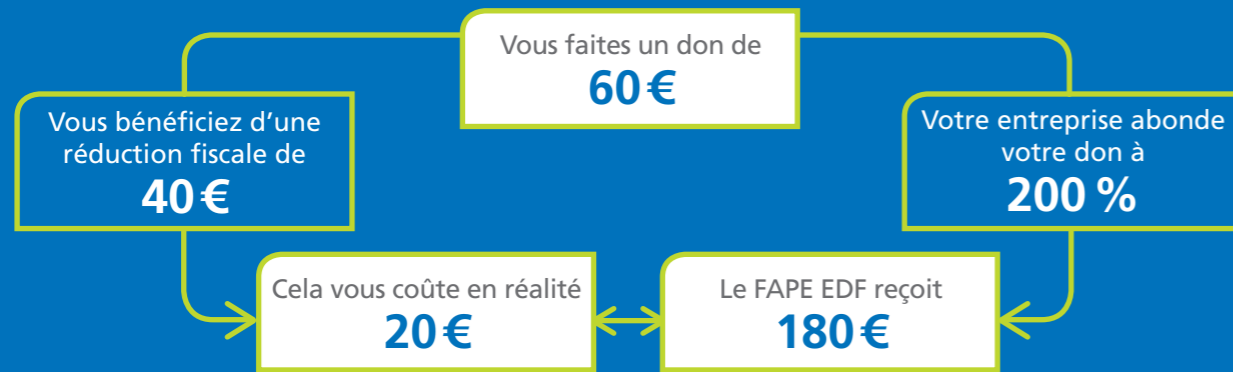 Vous faites un don de
60 €
Vous bénéficiez d’une
réduction fiscale de
40 €
Votre entreprise abonde
votre don à
200 %
Cela vous coûte en réalité
20 €
Le FAPE EDF reçoit
180 €